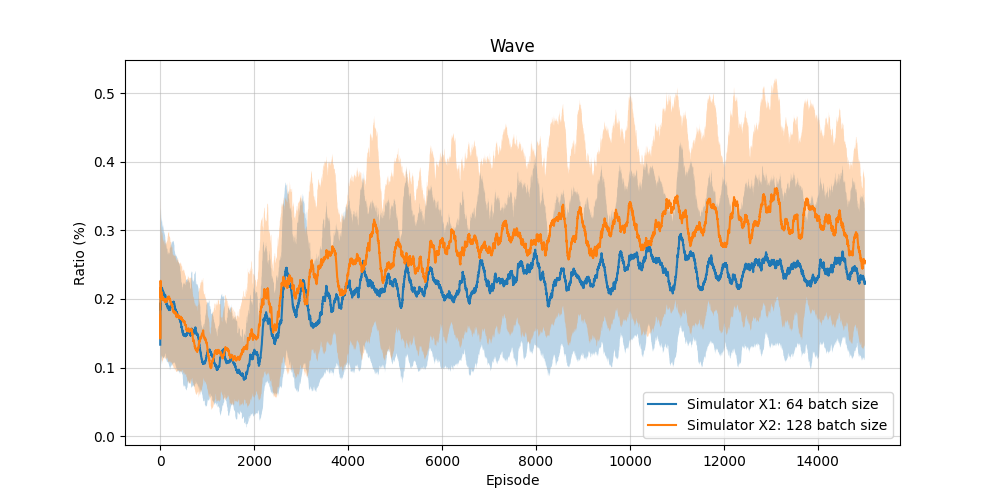 Wave
Ratio (%)
0.5
0.4
0.3
0.2
0.1
0.0
0 2000 4000 6000 8000 10000 12000 14000
Episode
Simulator X1: 64 batch size
Simulator X2: 128 batch size